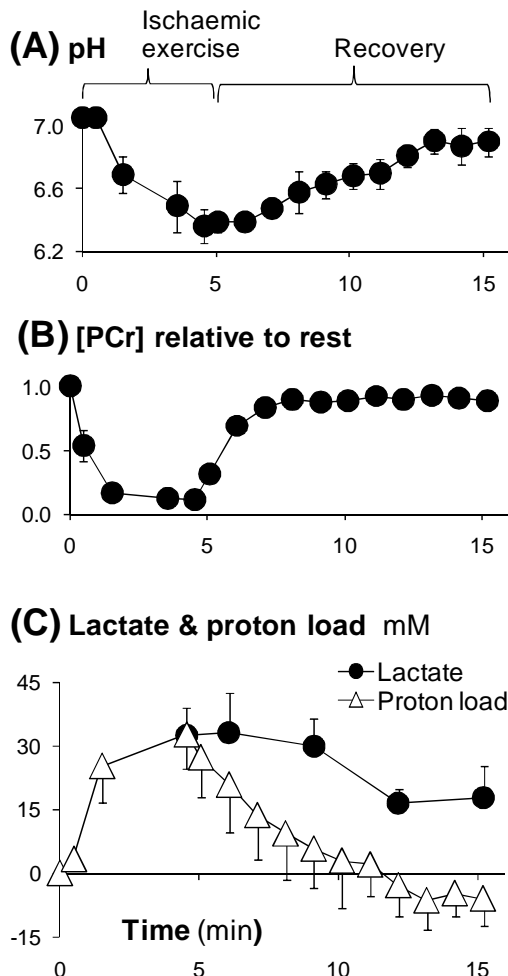 Ischaemic
(A) pH exercise Recovery
7.0
6.6
6.2
0 5 10 15
(B) [PCr] relative to rest
1.0
0.5
0.0
0 5 10 15
(C) Lactate & proton load mM
45
30
15
0
-15
Lactate
Proton load
Time (min)
0 5 10 15